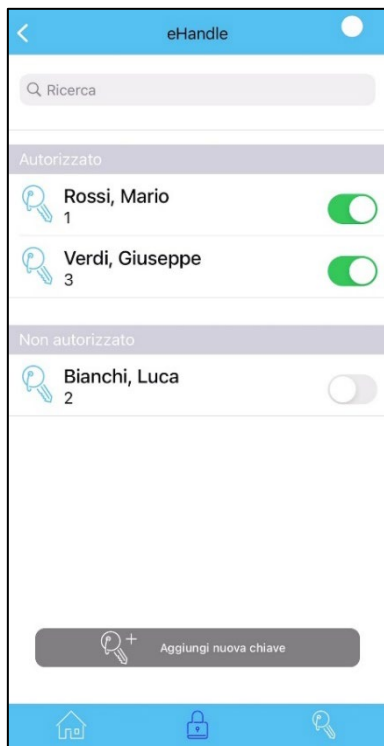 eHandle
Ricerca
Autorizzato
Rossi, Mario
1
Verdi, Giuseppe
3
Non autorizzato
Bianchi, Luca
2
Aggiungi nuova chiave